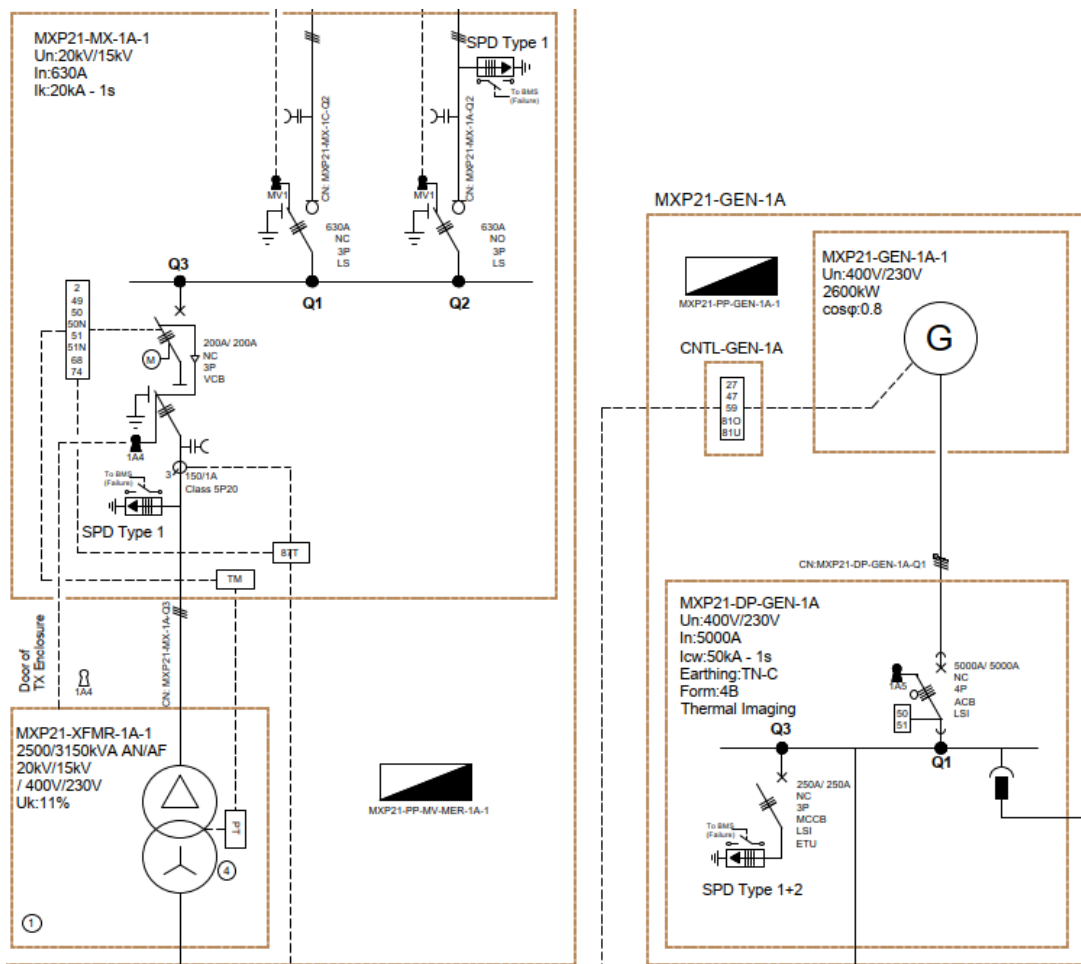 MXP21-MX-1A-1
Un:20kV/15kV
In:630A
Ik:20kA - 1s
SPD Type 1
To BMS
(Failure)
CN: MXP21-MX-1C-Q2
CN: MXP21-MX-1A-Q2
MV1
630A
NC
3P
LS
MV1
630A
NO
3P
LS
Q3
Q1
Q2
2
49
50
50N
51
51N
68
74
M
200A/ 200A
NC
3P
VCB
1A4
3
150/1A
Class 5P20
To BMS
(Failure)
SPD Type 1
87T
TM
CN: MXP21-MX-1A-Q3
Door of
TX Enclosure
1A4
MXP21-XFMR-1A-1
2500/3150kVA AN/AF
20kV/15kV
/ 400V/230V
Uk:11%
PT
4
1
MXP21-PP-MV-MER-1A-1
MXP21-GEN-1A
MXP21-PP-GEN-1A-1
MXP21-GEN-1A-1
Un:400V/230V
2600kW
cosφ:0.8
G
CNTL-GEN-1A
27
47
59
81O
81U
CN:MXP21-DP-GEN-1A-Q1
MXP21-DP-GEN-1A
Un:400V/230V
In:5000A
Icw:50kA - 1s
Earthing:TN-C
Form:4B
Thermal Imaging
1A5
50
51
5000A/ 5000A
NC
4P
ACB
LSI
Q3
Q1
250A/ 250A
NC
3P
MCCB
LSI
ETU
To BMS
(Failure)
SPD Type 1+2